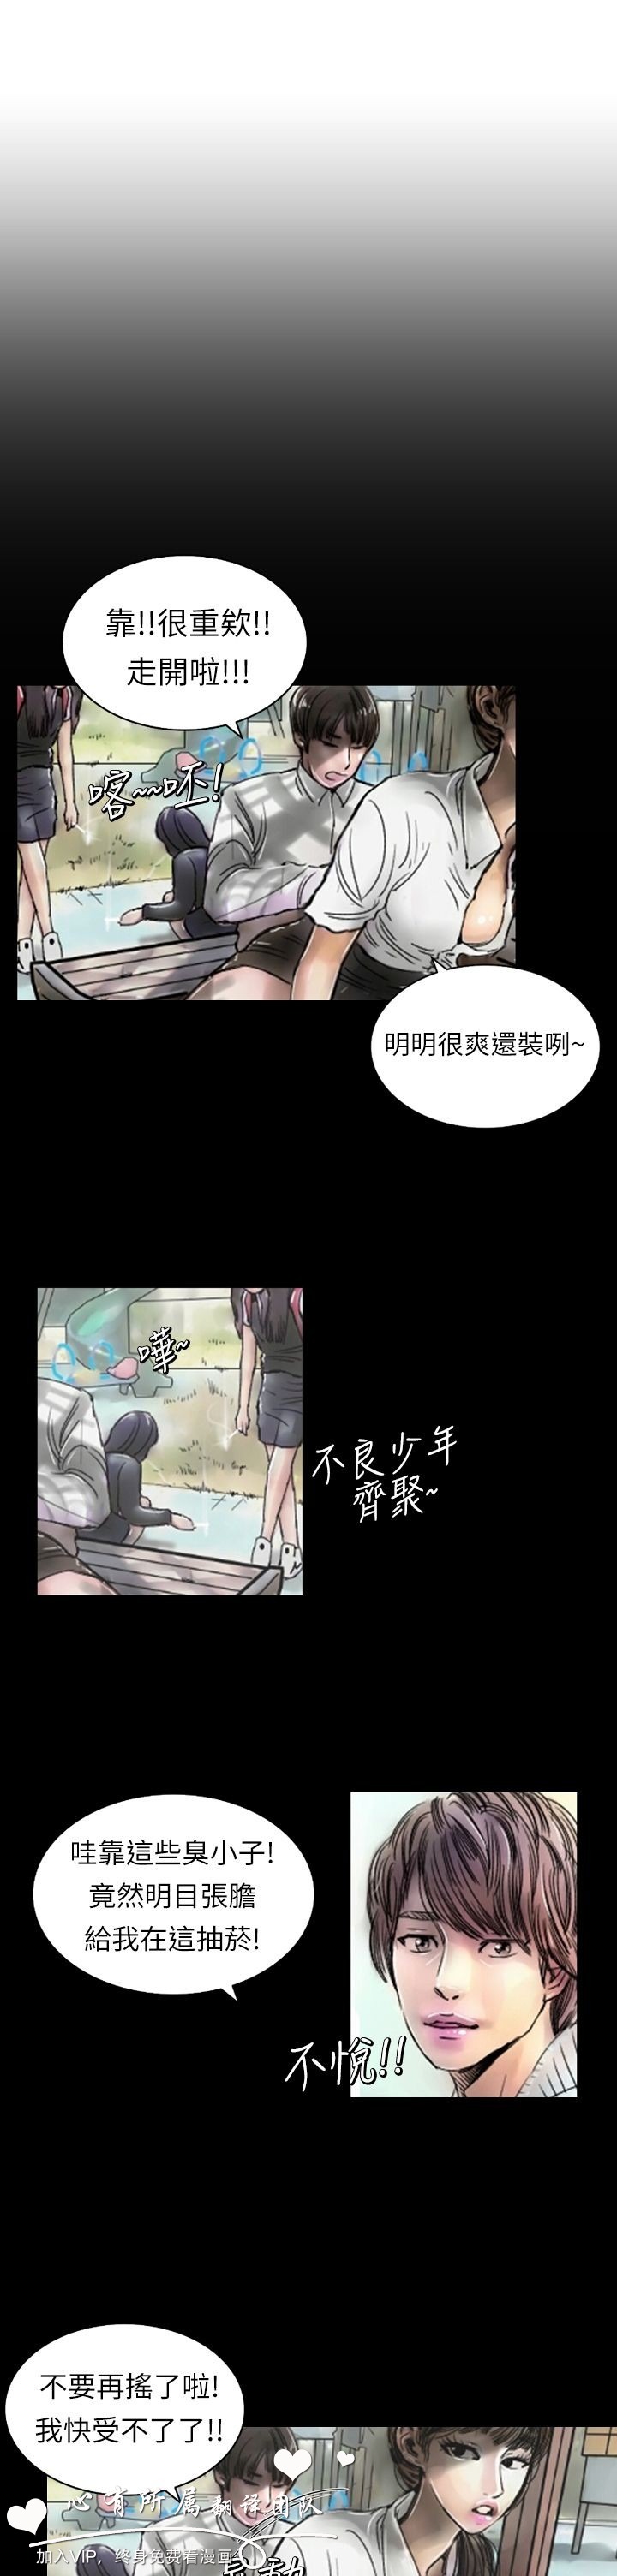 靠!!很重欸!!
走開啦!!!
喀~~呸!
明明很爽還裝咧~
嘩~
不良少年
齊聚~
哇靠這些臭小子!
竟然明目張膽
給我在這抽菸!
不悅!!
不要再搖了啦!
我快受不了了!!
心有所属翻译团队
加入VIP，终身免费看漫画